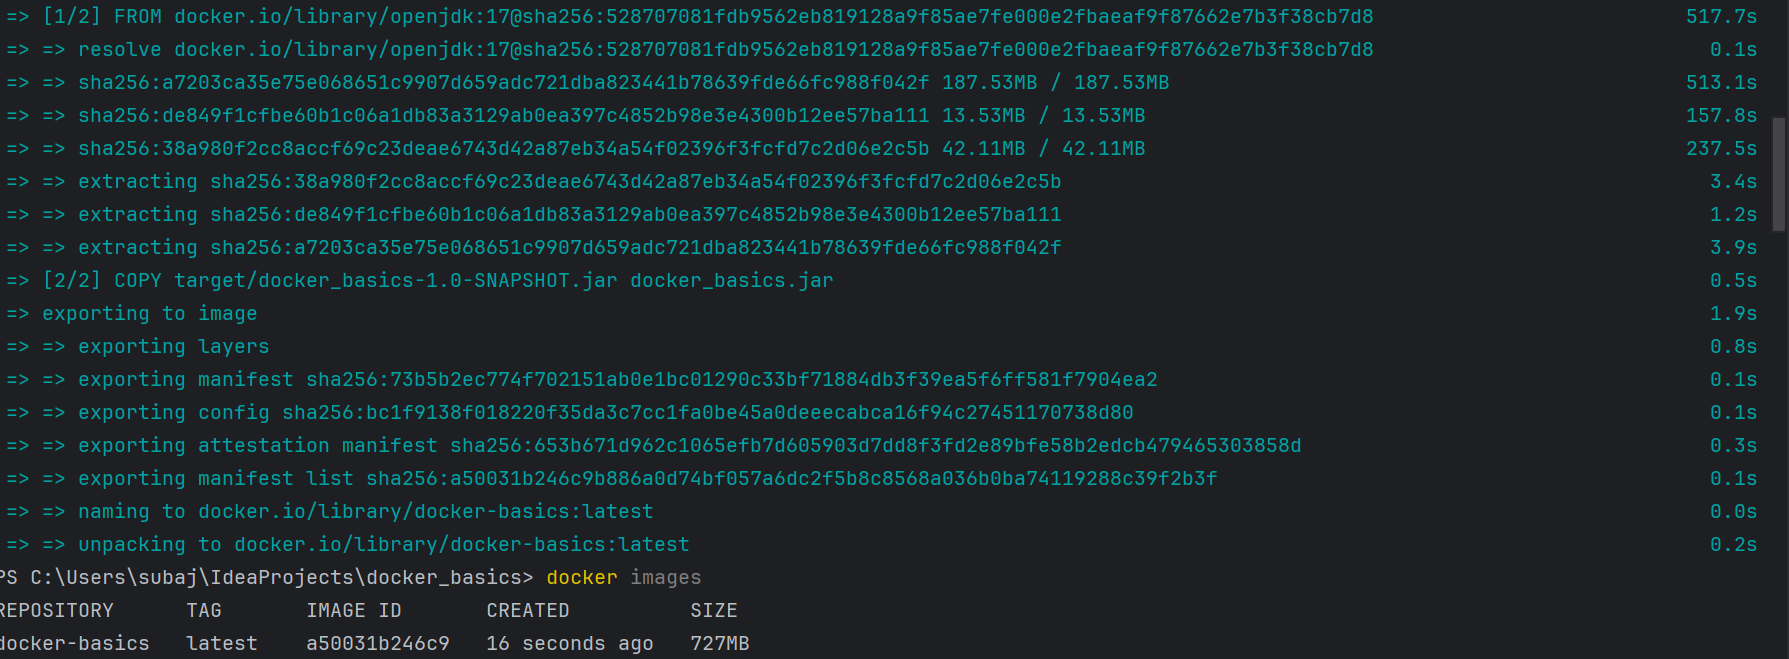 => [1/2] FROM docker.io/library/openjdk:17@sha256:528707081fdb9562eb819128a9f85ae7fe000e2fbaeaf9f87662e7b3f38cb7d8 517.7s
=> => resolve docker.io/library/openjdk:17@sha256:528707081fdb9562eb819128a9f85ae7fe000e2fbaeaf9f87662e7b3f38cb7d8 0.1s
=> => sha256:a7203ca35e75e068651c9907d659adc721dba823441b78639fde66fc988f042f 187.53MB / 187.53MB 513.1s
=> => sha256:de849f1cfbe60b1c06a1db83a3129ab0ea397c4852b98e3e4300b12ee57ba111 13.53MB / 13.53MB 157.8s
=> => sha256:38a980f2cc8accf69c23deae6743d42a87eb34a54f02396f3fcfd7c2d06e2c5b 42.11MB / 42.11MB 237.5s
=> => extracting sha256:38a980f2cc8accf69c23deae6743d42a87eb34a54f02396f3fcfd7c2d06e2c5b 3.4s
=> => extracting sha256:de849f1cfbe60b1c06a1db83a3129ab0ea397c4852b98e3e4300b12ee57ba111 1.2s
=> => extracting sha256:a7203ca35e75e068651c9907d659adc721dba823441b78639fde66fc988f042f 3.9s
=> [2/2] COPY target/docker_basics-1.0-SNAPSHOT.jar docker_basics.jar 0.5s
=> exporting to image 1.9s
=> => exporting layers 0.8s
=> => exporting manifest sha256:73b5b2ec774f702151ab0e1bc01290c33bf71884db3f39ea5f6ff581f7904ea2 0.1s
=> => exporting config sha256:bc1f9138f018220f35da3c7cc1fa0be45a0deeecabca16f94c27451170738d80 0.1s
=> => exporting attestation manifest sha256:653b671d962c1065efb7d605903d7dd8f3fd2e89bfe58b2edcb479465303858d 0.3s
=> => exporting manifest list sha256:a50031b246c9b886a0d74bf057a6dc2f5b8c8568a036b0ba74119288c39f2b3f 0.1s
=> => naming to docker.io/library/docker-basics:latest 0.0s
=> => unpacking to docker.io/library/docker-basics:latest 0.2s
PS C:\Users\subaj\IdeaProjects\docker_basics> docker images
REPOSITORY TAG IMAGE ID CREATED SIZE
docker-basics latest a50031b246c9 16 seconds ago 727MB